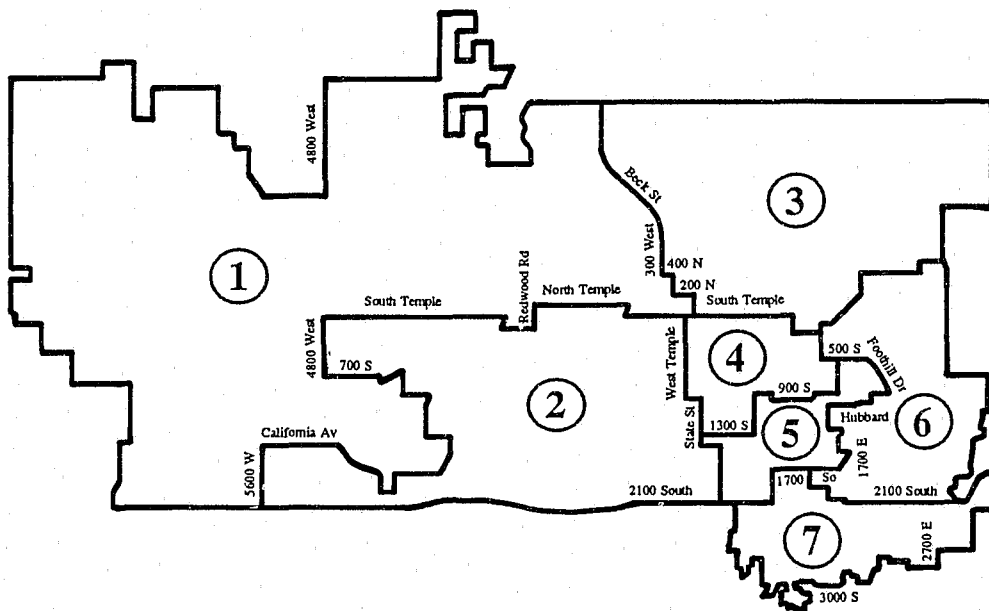 4800 West
Beck St
3
300 West
400 N
200 N
1
Redwood Rd
North Temple
South Temple
South Temple
4800 West
700 S
West Temple
4
500 S
Foothill Dr
900 S
2
State St
1300 S
5
Hubbard
6
1700 E
California Av
5600 W
1700 So
2100 South
2100 South
7
2700 E
3000 S